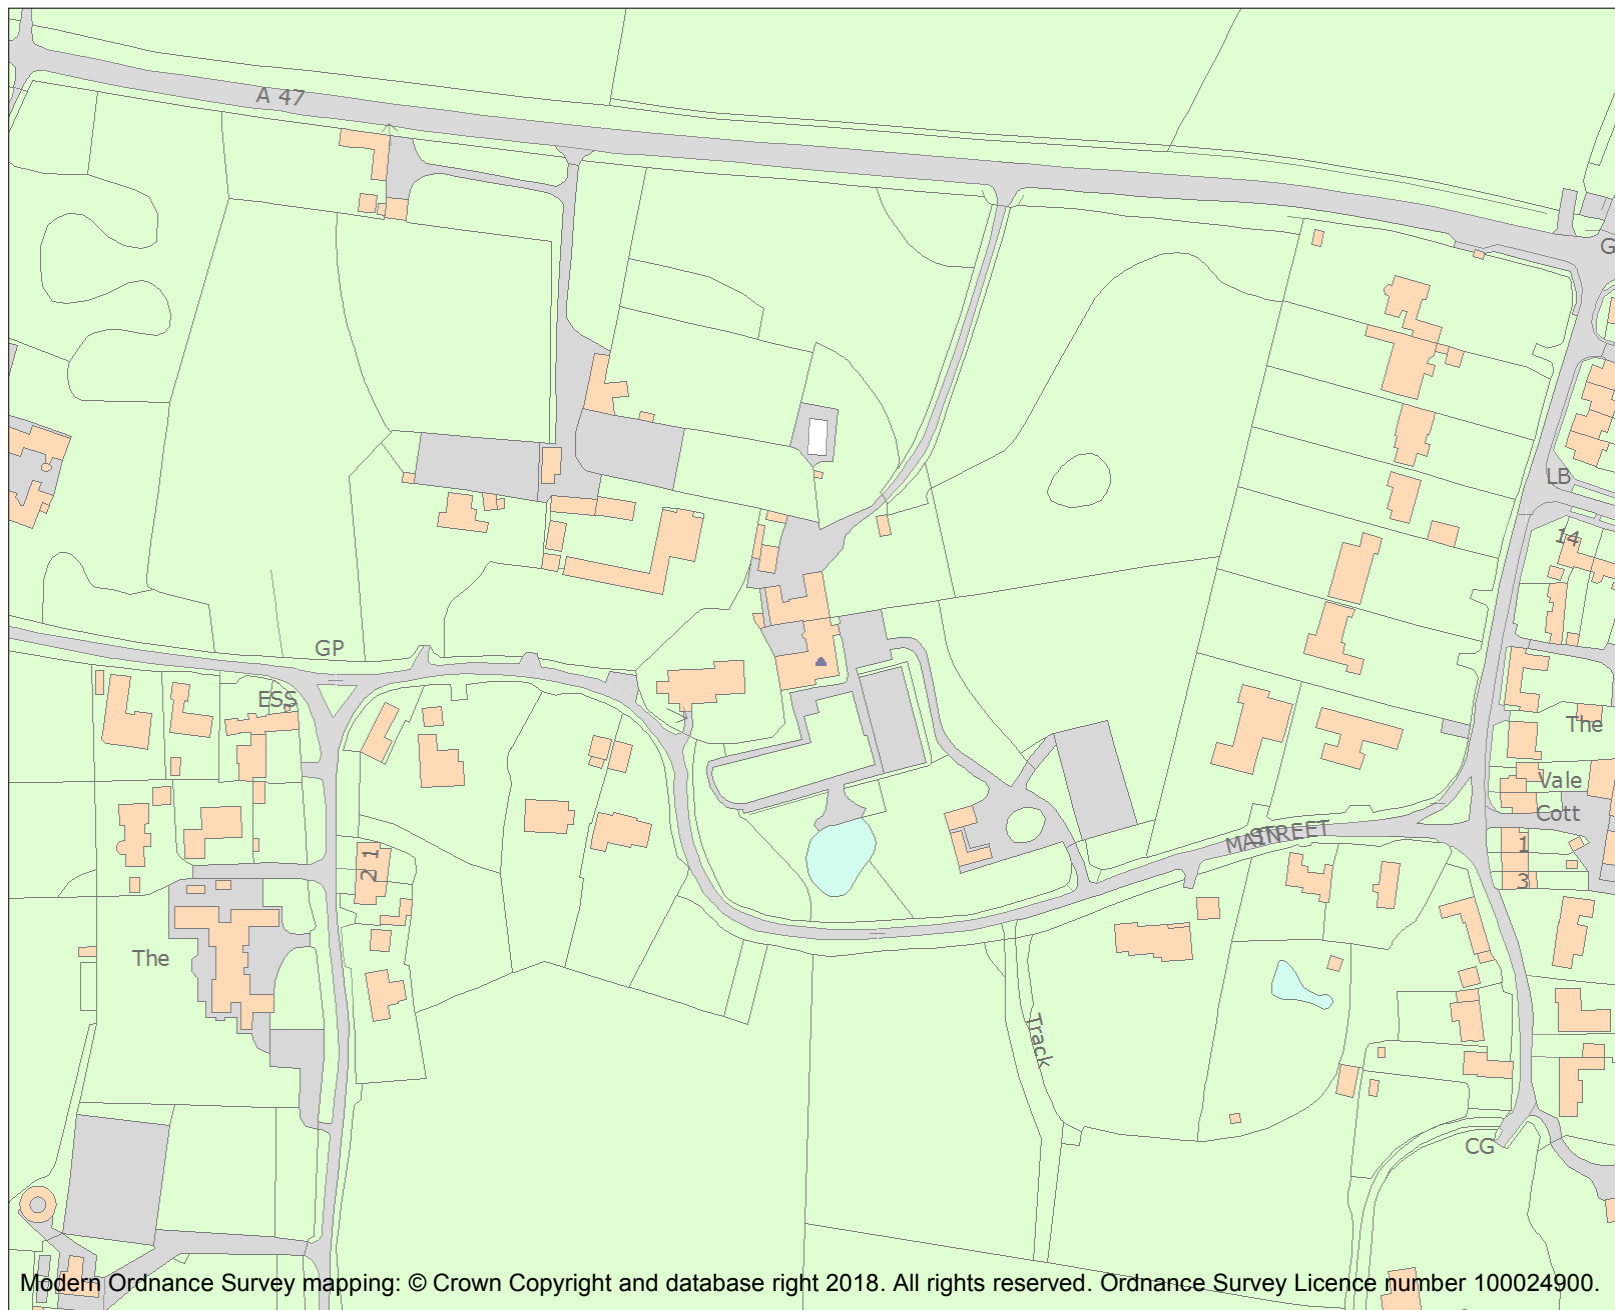 A 47
G
LB
14
GP
ESS
The
Vale
Cott
MAIN STREET
1
2 1
3
The
Track
CG
Modern Ordnance Survey mapping: © Crown Copyright and database right 2018. All rights reserved. Ordnance Survey Licence number 100024900.